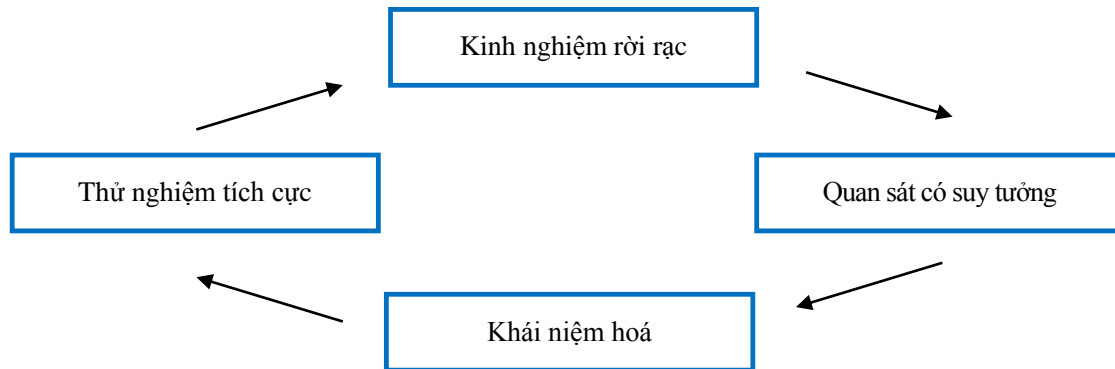 Kinh nghiệm rời rạc
Thử nghiệm tích cực
Quan sát có suy tưởng
Khái niệm hoá